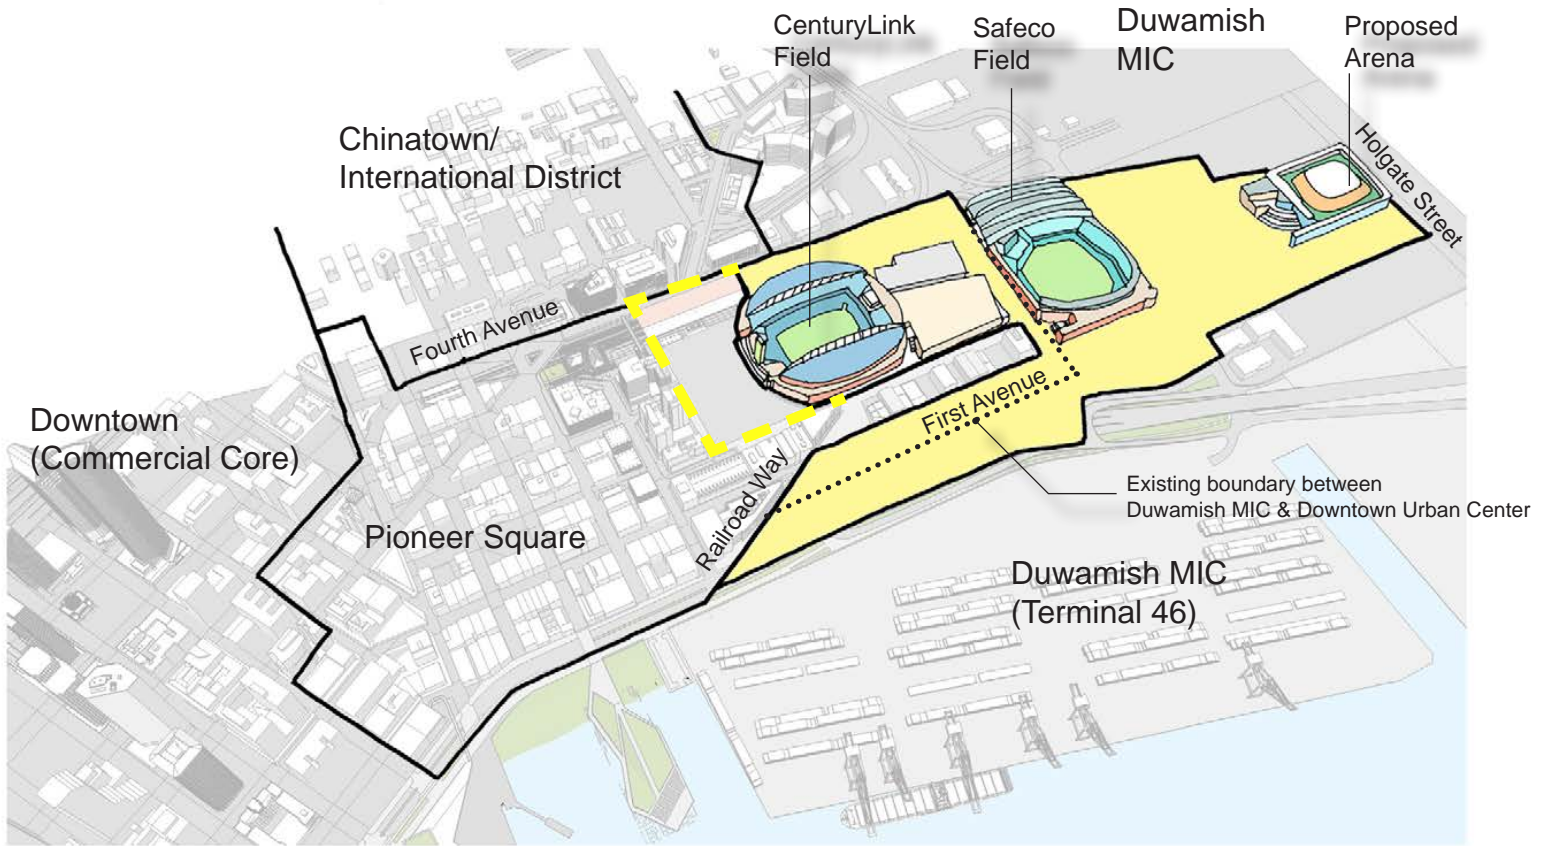 CenturyLink
Field
Safeco
Field
Duwamish
MIC
Proposed
Arena
Chinatown/
International District
Holgate Street
Fourth Avenue
First Avenue
Downtown
(Commercial Core)
Railroad Way
Existing boundary between
Duwamish MIC & Downtown Urban Center
Pioneer Square
Duwamish MIC
(Terminal 46)